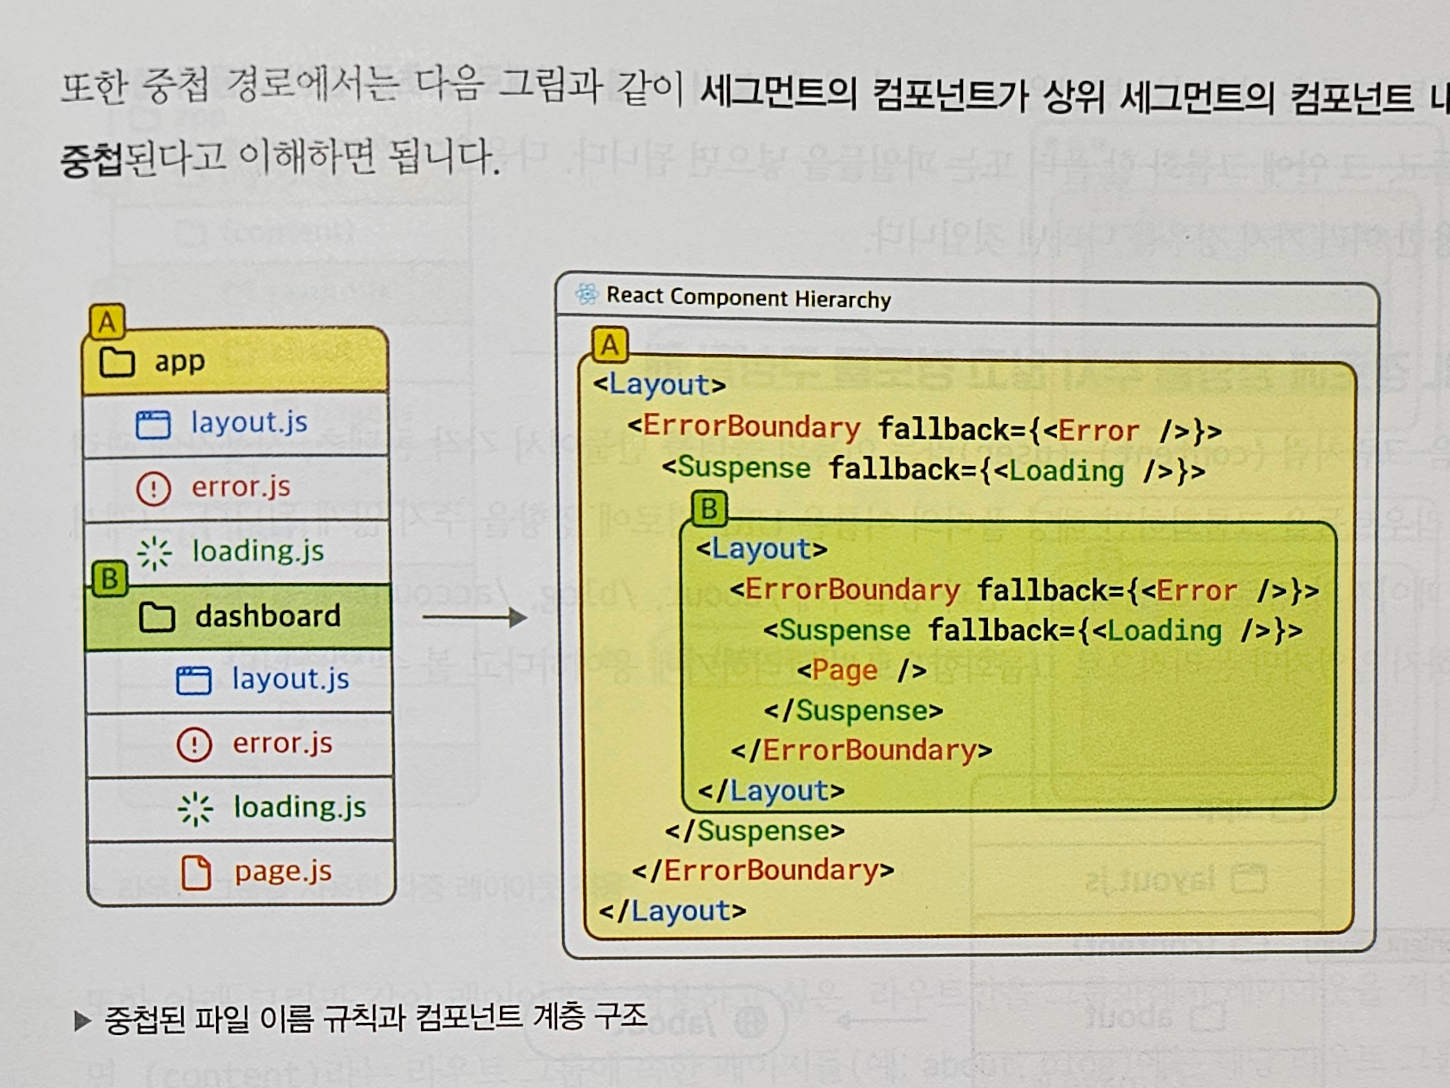 또한 중첩 경로에서는 다음 그림과 같이 세그먼트의 컴포넌트가 상위 세그먼트의 컴포넌트
중첩된다고 이해하면 됩니다.
A
app
layout.js
error.js
loading.js
B
dashboard
layout.js
error.js
loading.js
page.js
React Component Hierarchy
A
<Layout>
<ErrorBoundary fallback={<Error />}>
<Suspense fallback={<Loading />}>
B
<Layout>
<ErrorBoundary fallback={<Error />}>
<Suspense fallback={<Loading />}>
<Page />
</Suspense>
</ErrorBoundary>
</Layout>
</Suspense>
</ErrorBoundary>
</Layout>
▶ 중첩된 파일 이름 규칙과 컴포넌트 계층 구조